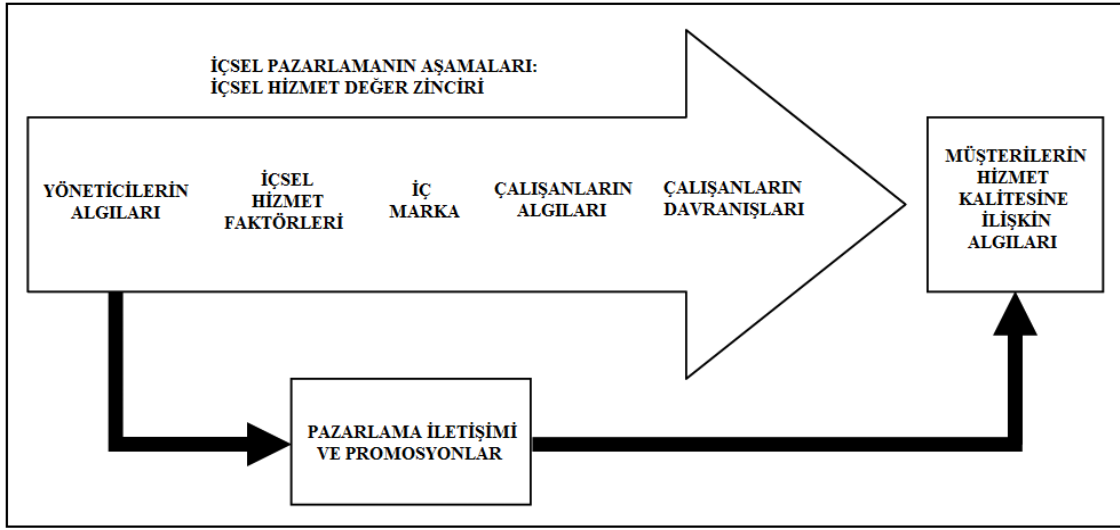 İÇSEL PAZARLAMANIN AŞAMALARI:
İÇSEL HİZMET DEĞER ZİNCİRİ
YÖNETİCİLERİN
ALGILARI
İÇSEL
HİZMET
FAKTÖRLERİ
İÇ
MARKA
ÇALIŞANLARIN
ALGILARI
ÇALIŞANLARIN
DAVRANIŞLARI
MÜŞTERİLERİN
HİZMET
KALİTESİNE
İLİŞKİN
ALGILARI
PAZARLAMA İLETİŞİMİ
VE PROMOSYONLAR